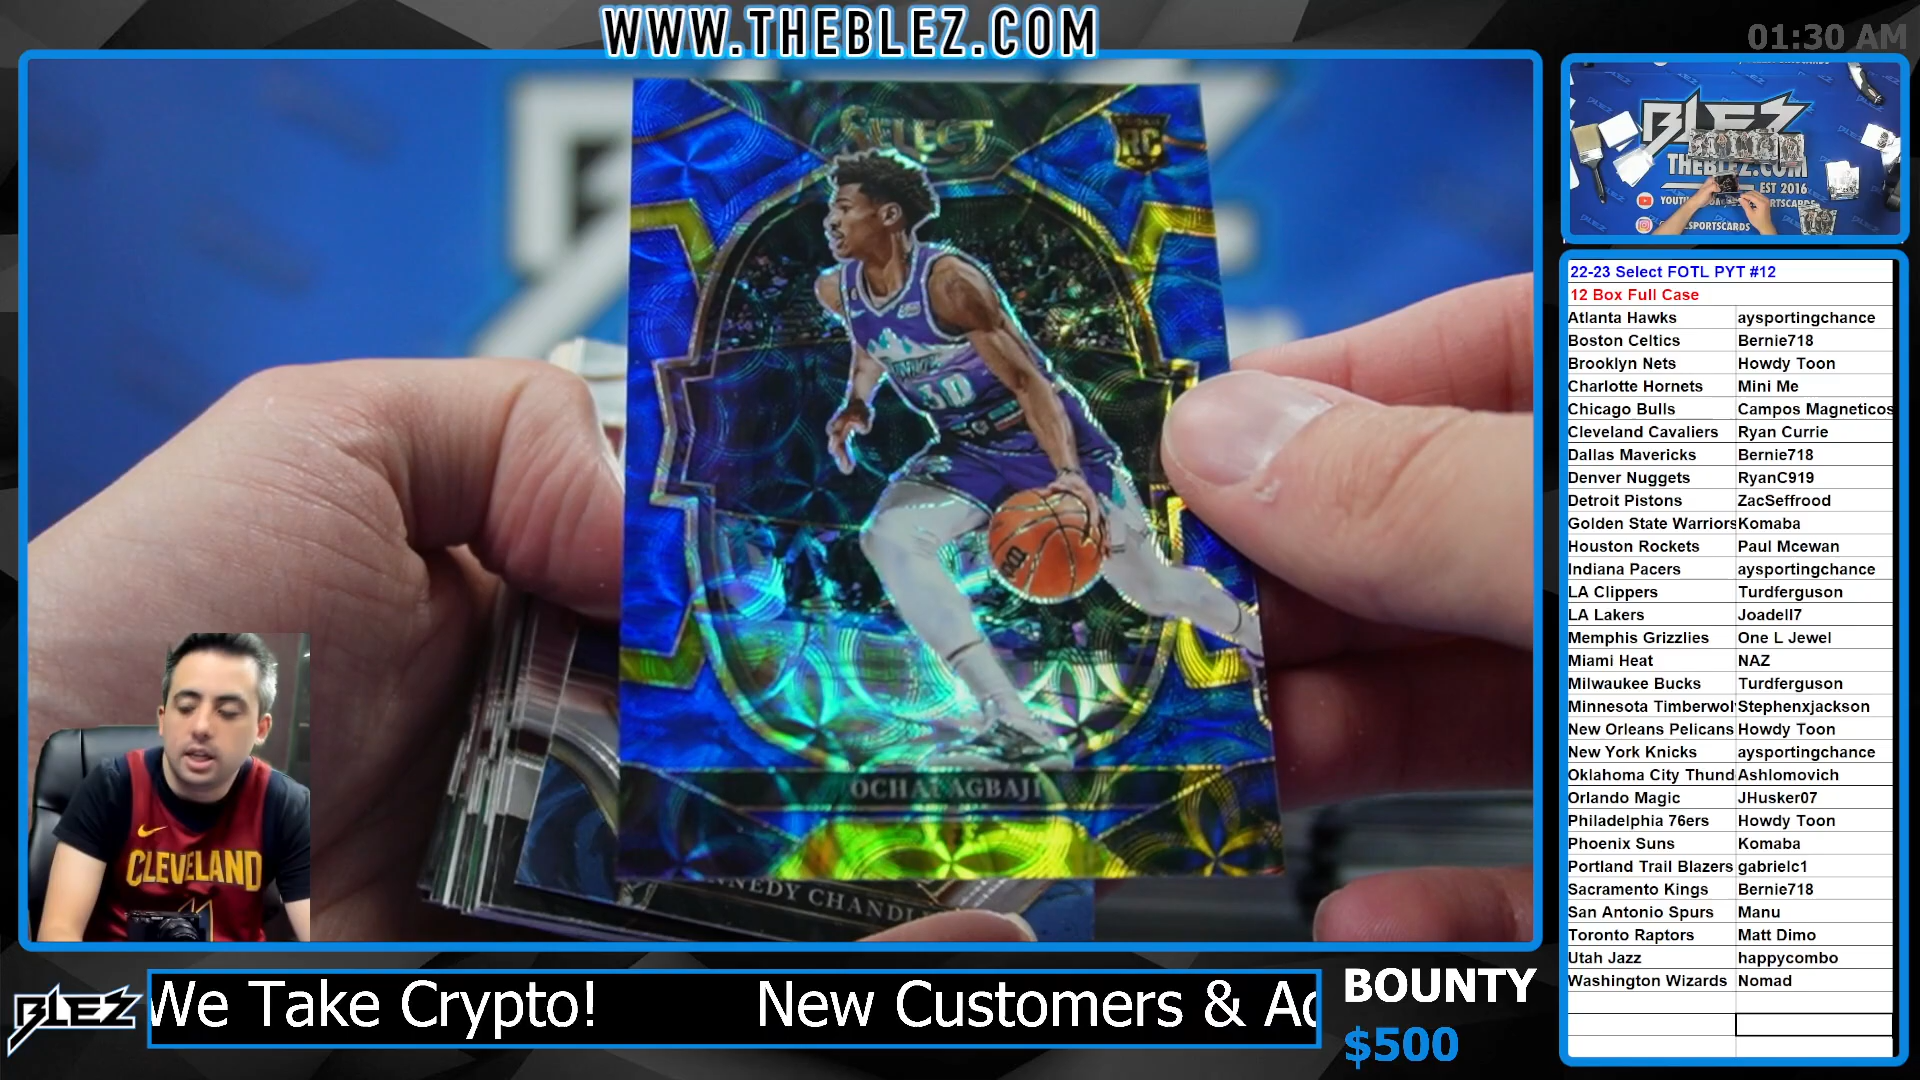 WWW.THEBLEZ.COM
01:30 AM
SELECT
RC
30
OCHAI AGBAJI
NNEDY CHANDL
CLEVELAND
BLEZ
THEBLEZ.COM
EST 2016
22-23 Select FOTL PYT #12
12 Box Full Case
Atlanta Hawks aysportingchance
Boston Celtics Bernie718
Brooklyn Nets Howdy Toon
Charlotte Hornets Mini Me
Chicago Bulls Campos Magneticos
Cleveland Cavaliers Ryan Currie
Dallas Mavericks Bernie718
Denver Nuggets RyanC919
Detroit Pistons ZacSeffrood
Golden State Warriors Komaba
Houston Rockets Paul Mcewan
Indiana Pacers aysportingchance
LA Clippers Turdferguson
LA Lakers Joadell7
Memphis Grizzlies One L Jewel
Miami Heat NAZ
Milwaukee Bucks Turdferguson
Minnesota Timberwol Stephenxjackson
New Orleans Pelicans Howdy Toon
New York Knicks aysportingchance
Oklahoma City Thund Ashlomovich
Orlando Magic JHusker07
Philadelphia 76ers Howdy Toon
Phoenix Suns Komaba
Portland Trail Blazers gabrielc1
Sacramento Kings Bernie718
San Antonio Spurs Manu
Toronto Raptors Matt Dimo
Utah Jazz happycombo
Washington Wizards Nomad
BLEZ
We Take Crypto! New Customers & Ac
BOUNTY
$500